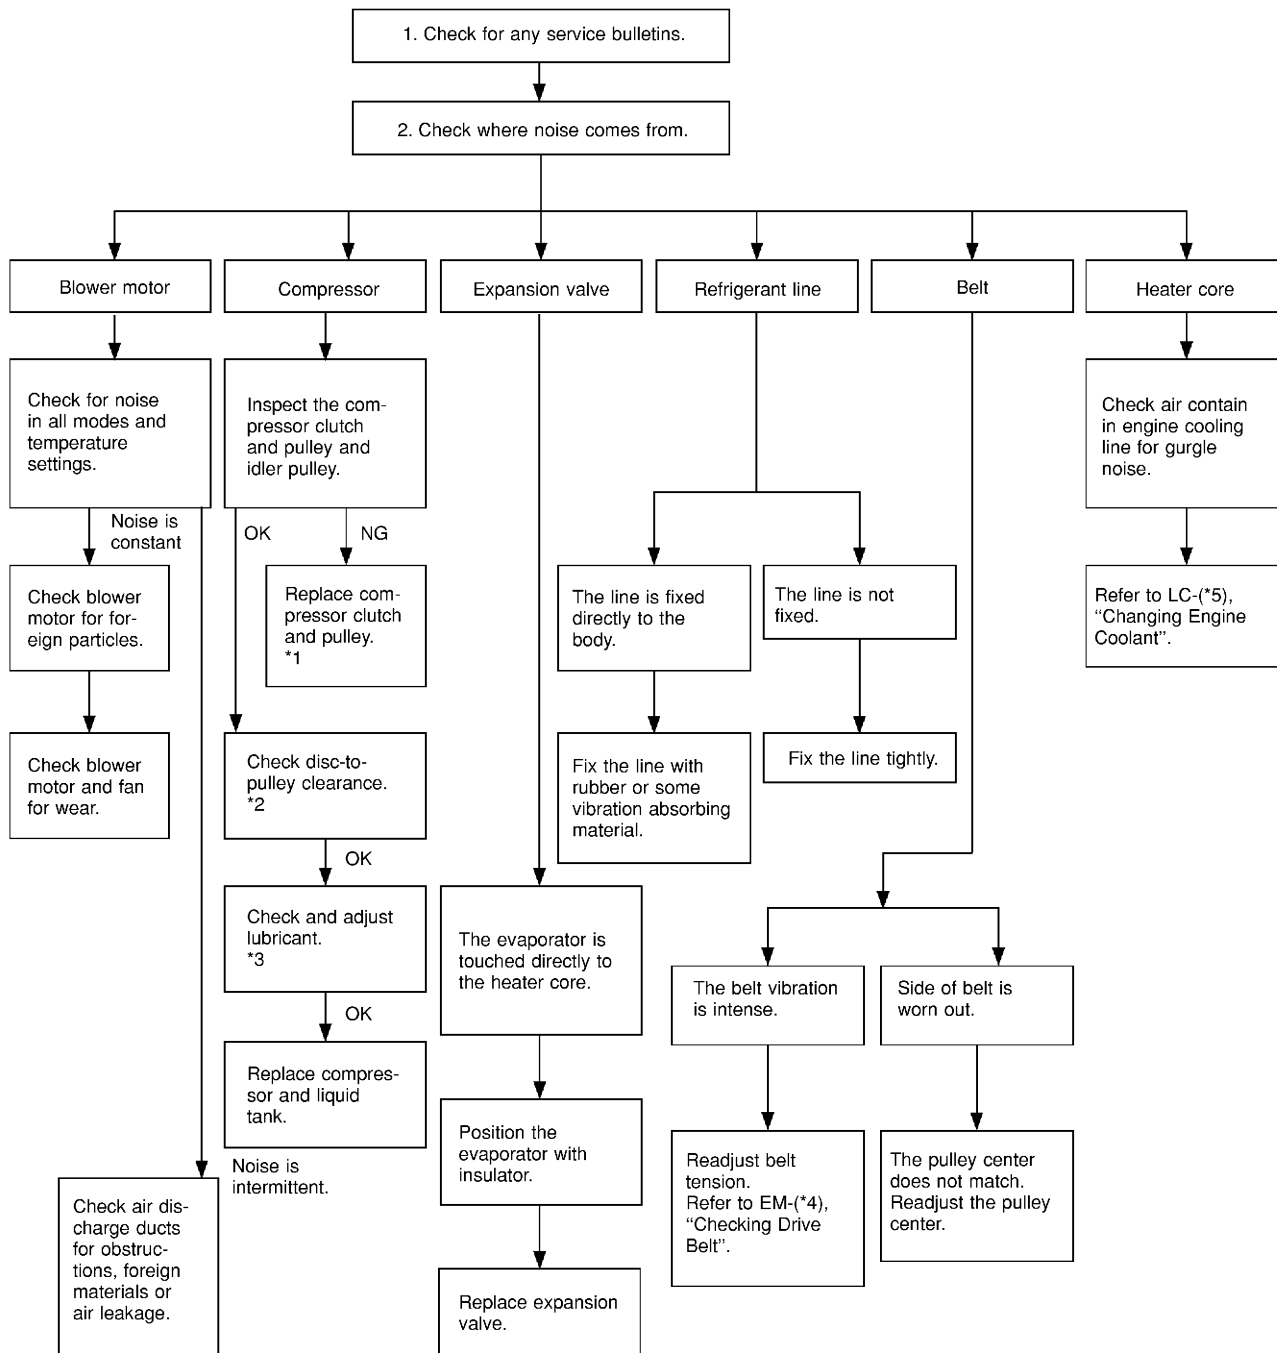 1. Check for any service bulletins.
2. Check where noise comes from.
Blower motor
Compressor
Expansion valve
Refrigerant line
Belt
Heater core
Check for noise
in all modes and
temperature
settings.
Inspect the com-
pressor clutch
and pulley and
idler pulley.
Check air contain
in engine cooling
line for gurgle
noise.
Noise is
constant
OK
NG
Check blower
motor for for-
eign particles.
Replace com-
pressor clutch
and pulley.
*1
The line is fixed
directly to the
body.
The line is not
fixed.
Refer to LC-(*5),
“Changing Engine
Coolant”.
Check blower
motor and fan
for wear.
Check disc-to-
pulley clearance.
*2
Fix the line with
rubber or some
vibration absorbing
material.
Fix the line tightly.
OK
Check and adjust
lubricant.
*3
The evaporator is
touched directly to
the heater core.
The belt vibration
is intense.
Side of belt is
worn out.
OK
Replace compres-
sor and liquid
tank.
Position the
evaporator with
insulator.
Readjust belt
tension.
Refer to EM-(*4),
“Checking Drive
Belt”.
The pulley center
does not match.
Readjust the pulley
center.
Noise is
intermittent.
Check air dis-
charge ducts
for obstruc-
tions, foreign
materials or
air leakage.
Replace expansion
valve.